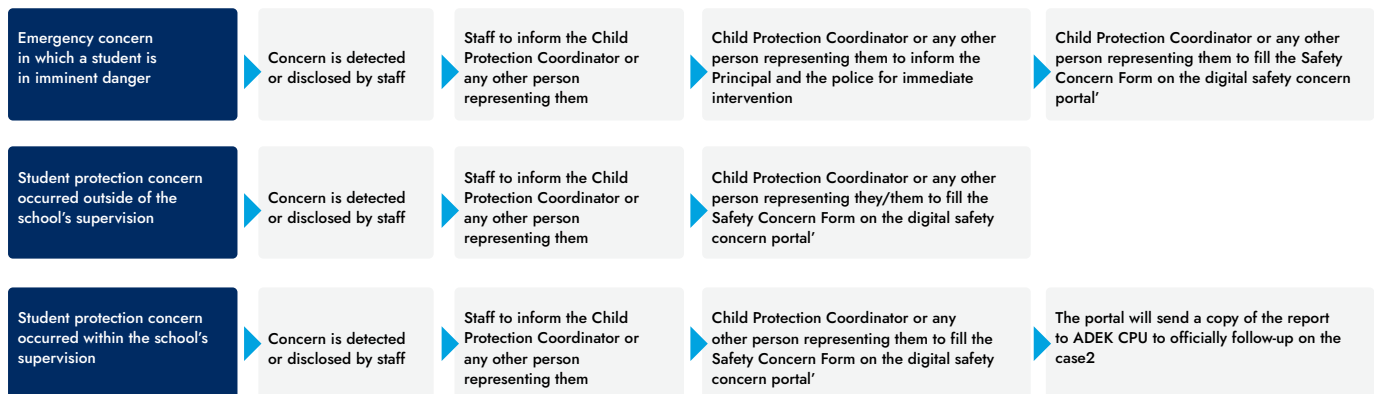 Emergency concern
in which a student is
in imminent danger
Concern is detected
or disclosed by staff
Staff to inform the Child
Protection Coordinator or
any other person
representing them
Child Protection Coordinator or any other
person representing them to inform the
Principal and the police for immediate
intervention
Child Protection Coordinator or any other
person representing them to fill the Safety
Concern Form on the digital safety concern
portal’
Student protection concern
occurred outside of the
school’s supervision
Concern is detected
or disclosed by staff
Staff to inform the Child
Protection Coordinator or
any other person
representing them
Child Protection Coordinator or any other
person representing they/them to fill the
Safety Concern Form on the digital safety
concern portal’
Student protection concern
occurred within the school’s
supervision
Concern is detected
or disclosed by staff
Staff to inform the Child
Protection Coordinator or
any other person
representing them
Child Protection Coordinator or any
other person representing them to fill the
Safety Concern Form on the digital safety
concern portal’
The portal will send a copy of the report
to ADEK CPU to officially follow-up on the
case2